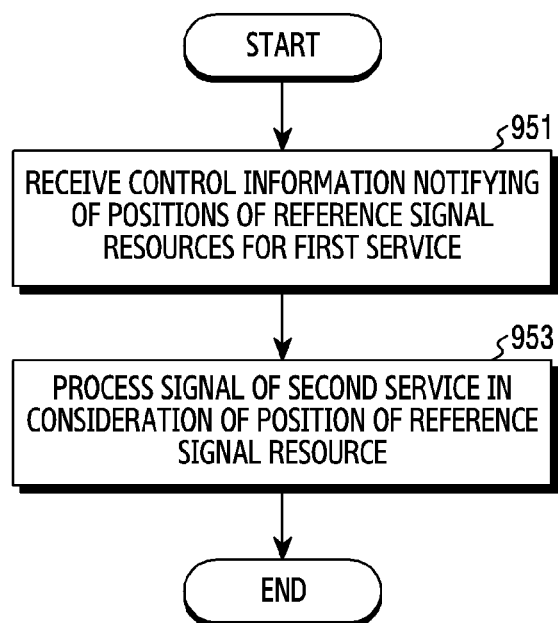 START
951
RECEIVE CONTROL INFORMATION NOTIFYING
OF POSITIONS OF REFERENCE SIGNAL
RESOURCES FOR FIRST SERVICE
953
PROCESS SIGNAL OF SECOND SERVICE IN
CONSIDERATION OF POSITION OF REFERENCE
SIGNAL RESOURCE
END